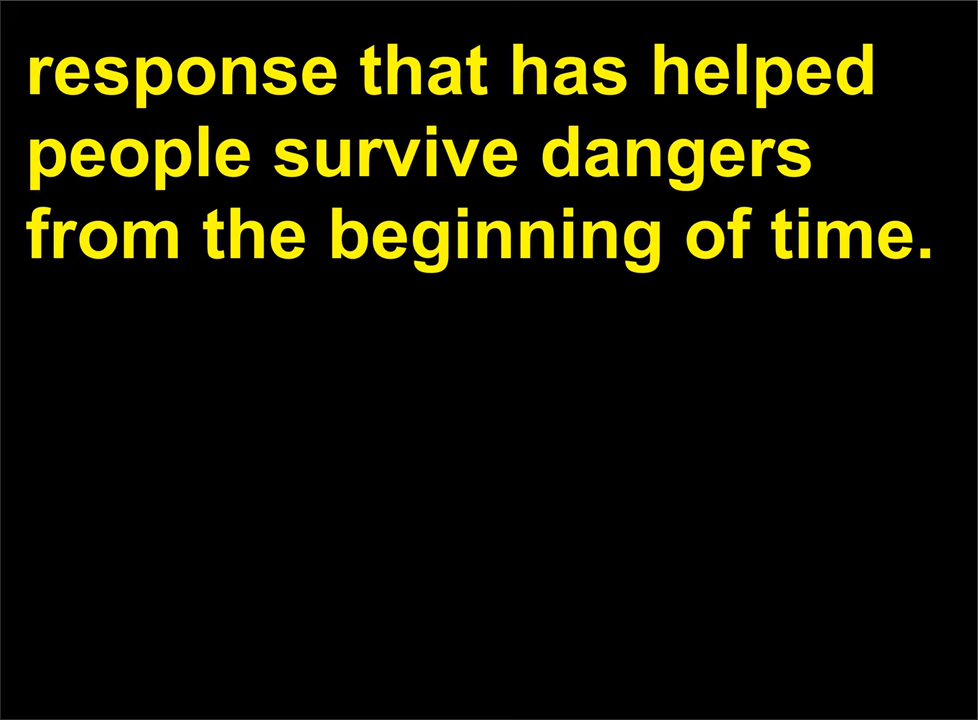 response that has helped
people survive dangers
from the beginning of time.